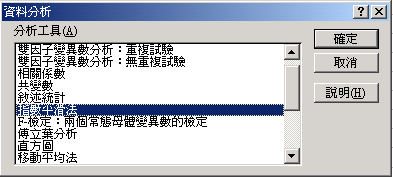 資料分析
分析工具(A)
雙因子變異數分析：重複試驗
雙因子變異數分析：無重複試驗
相關係數
共變數
敘述統計
指數平滑法
F-檢定：兩個常態母體變異數的檢定
傅立葉分析
直方圖
移動平均法
確定
取消
說明(H)